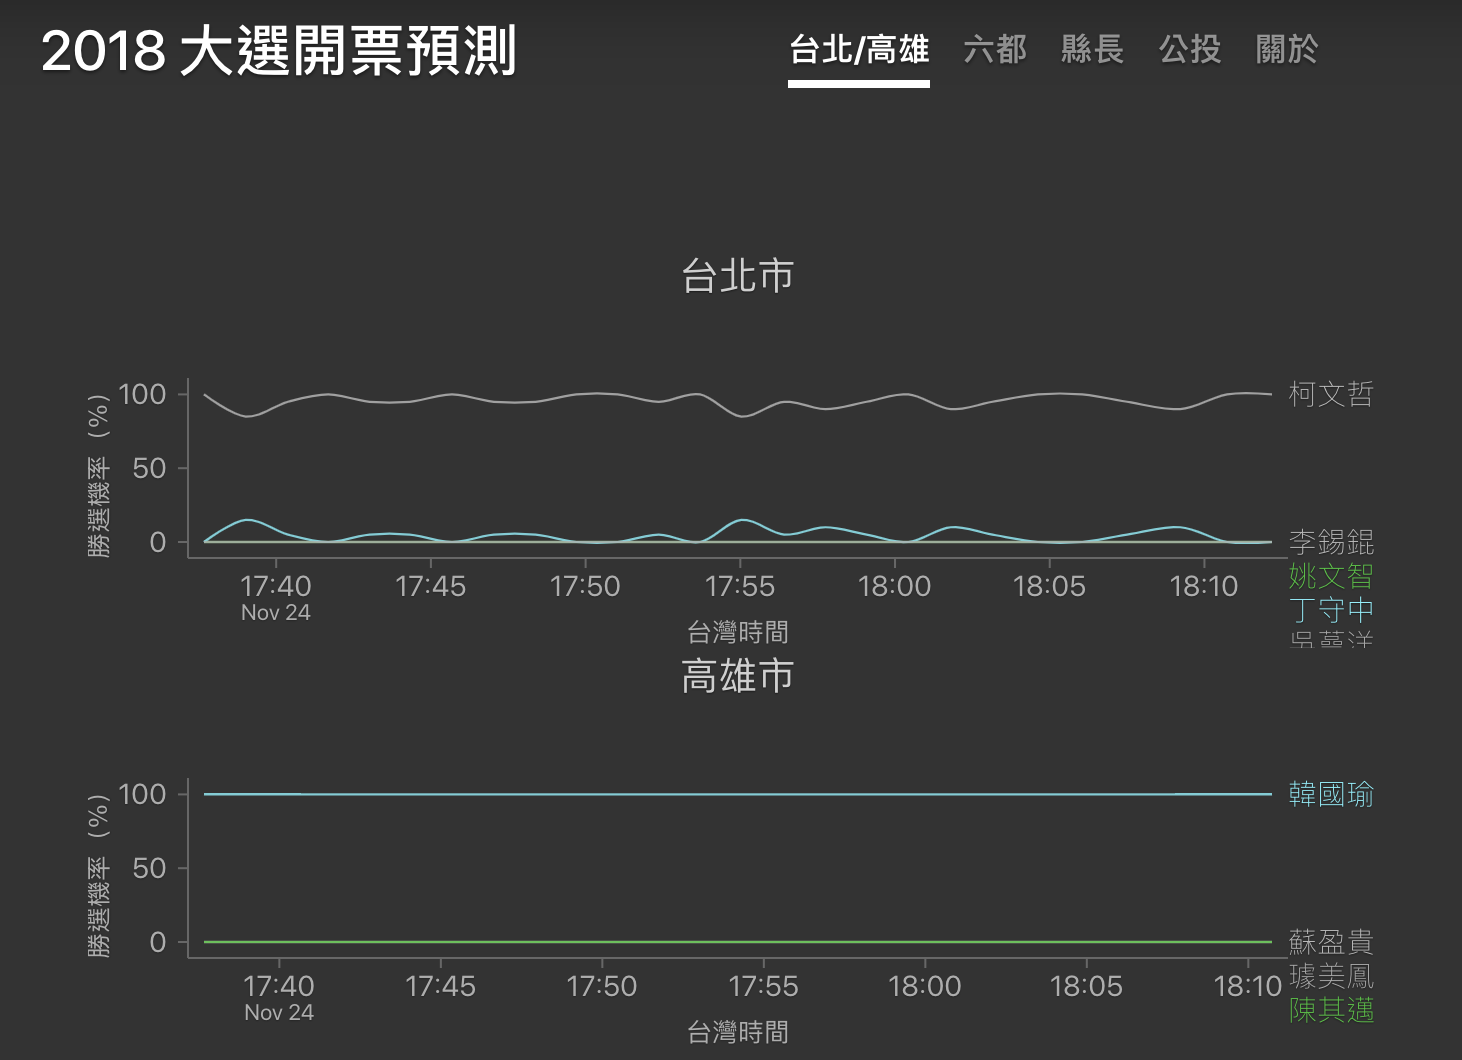 2018 大選開票預測
台北/高雄 六都 縣長 公投 關於
台北市
勝選機率 (%)
100
50
0
柯文哲
李錫錕
姚文智
丁守中
吳蕚洋
17:40 17:45 17:50 17:55 18:00 18:05 18:10
Nov 24
台灣時間
高雄市
勝選機率 (%)
100
50
0
韓國瑜
蘇盈貴
璩美鳳
陳其邁
17:40 17:45 17:50 17:55 18:00 18:05 18:10
Nov 24
台灣時間